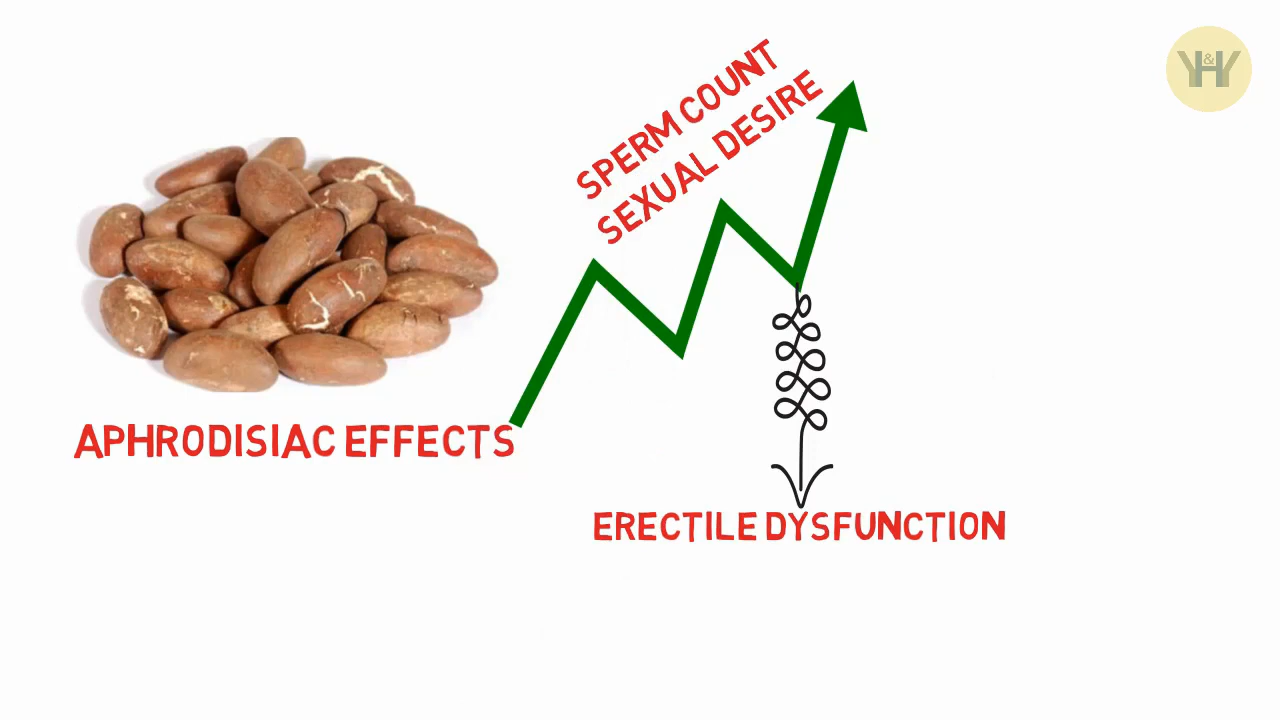 Y&H
SPERM COUNT
SEXUAL DESIRE
APHRODISIAC EFFECTS
ERECTILE DYSFUNCTION